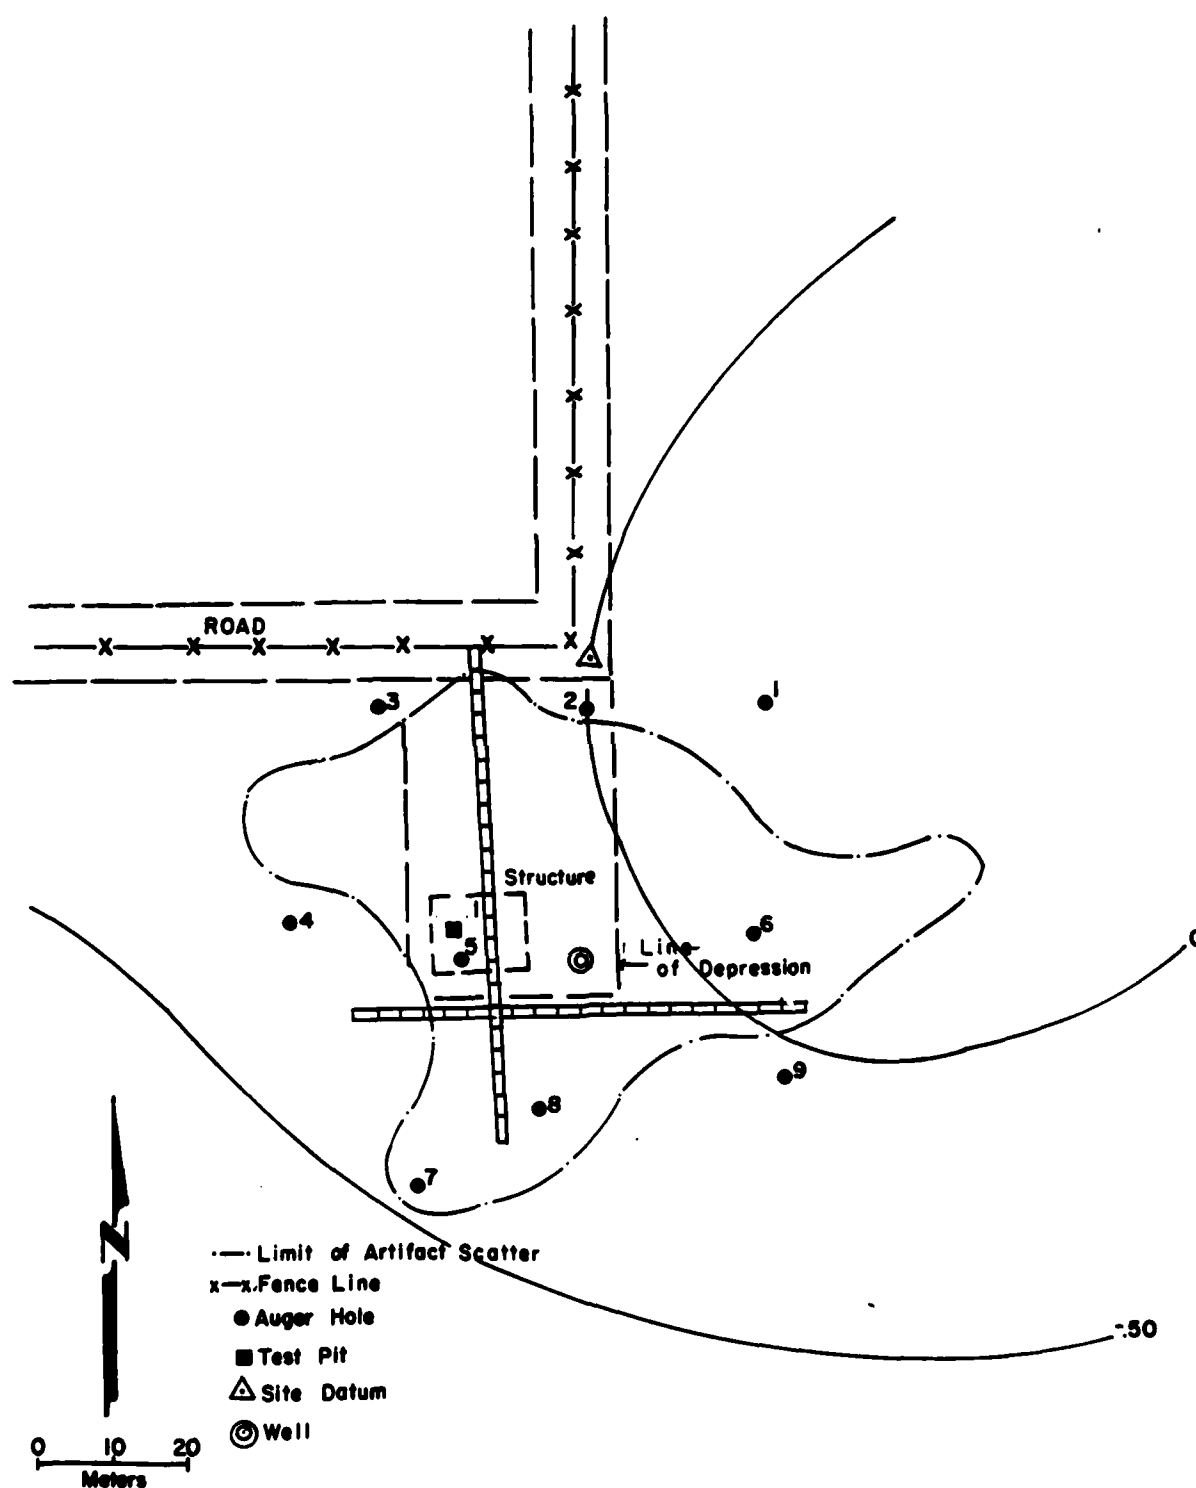 ROAD
3
2
1
Structure
4
5
6
Line
of Depression
0
9
8
7
N
-.50
Limit of Artifact Scatter
x-x Fence Line
Auger Hole
Test Pit
Site Datum
Well
0 10 20
Meters